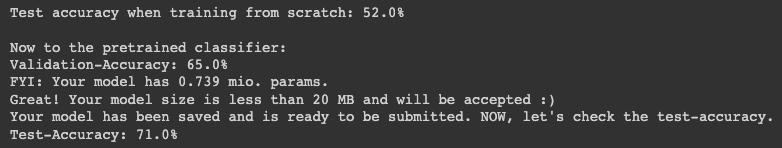 Test accuracy when training from scratch: 52.0%
Now to the pretrained classifier:
Validation-Accuracy: 65.0%
FYI: Your model has 0.739 mio. params.
Great! Your model size is less than 20 MB and will be accepted :)
Your model has been saved and is ready to be submitted. NOW, let's check the test-accuracy.
Test-Accuracy: 71.0%